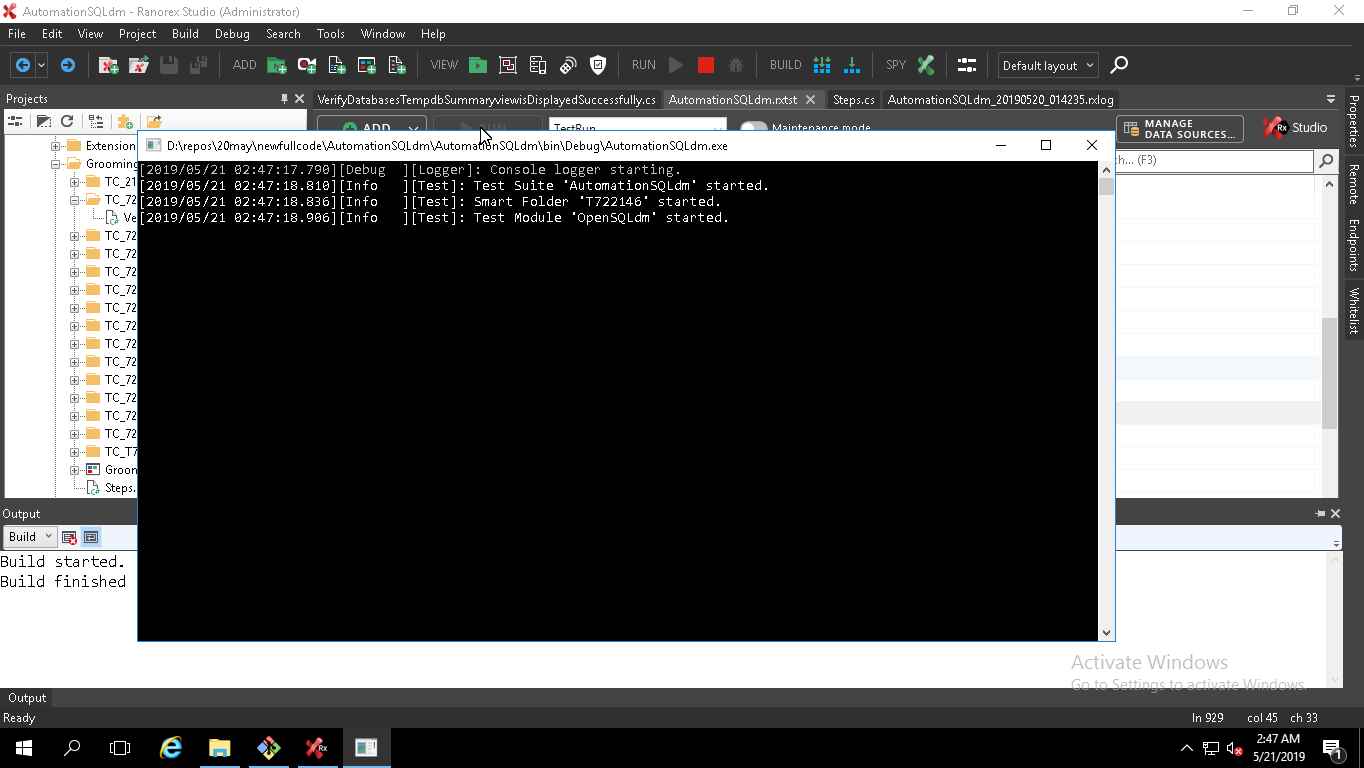 AutomationSQLdm - Ranorex Studio (Administrator)
File Edit View Project Build Debug Search Tools Window Help
ADD VIEW RUN BUILD SPY Default layout
Projects
VerifyDatabasesTempdbSummaryviewisDisplayedSuccessfully.cs AutomationSQLdm.rxtst Steps.cs AutomationSQLdm_20190520_014235.rxlog
ADD TestRun Maintenance mode
MANAGE
DATA SOURCES...
Rx Studio
D:\repos\20may\newfullcode\AutomationSQLdm\AutomationSQLdm\bin\Debug\AutomationSQLdm.exe
(F3)
[2019/05/21 02:47:17.790][Debug  ][Logger]: Console logger starting.
[2019/05/21 02:47:18.810][Info   ][Test]: Test Suite 'AutomationSQLdm' started.
[2019/05/21 02:47:18.836][Info   ][Test]: Smart Folder 'T722146' started.
[2019/05/21 02:47:18.906][Info   ][Test]: Test Module 'OpenSQLdm' started.
Extension
Grooming
TC_21
TC_72
Ve
TC_72
TC_72
TC_72
TC_72
TC_72
TC_72
TC_72
TC_72
TC_72
TC_72
TC_72
TC_72
TC_T7
Groon
Steps.
Properties
Remote Endpoints
Whitelist
Output
Build
Build started.
Build finished
Activate Windows
Go to Settings to activate Windows.
Output
Ready
ln 929 col 45 ch 33
Rx
2:47 AM
5/21/2019
1